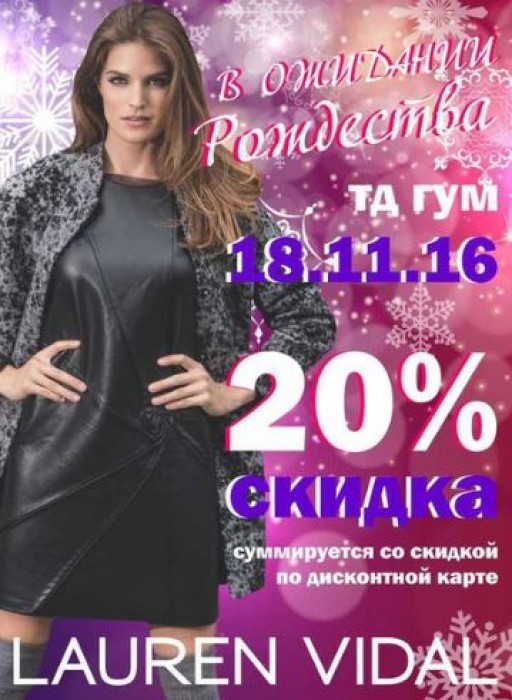 В ОЖИДАНИИ
Рождества
ТД ГУМ
18.11.16
20%
скидка
суммируется со скидкой
по дисконтной карте
LAUREN VIDAL